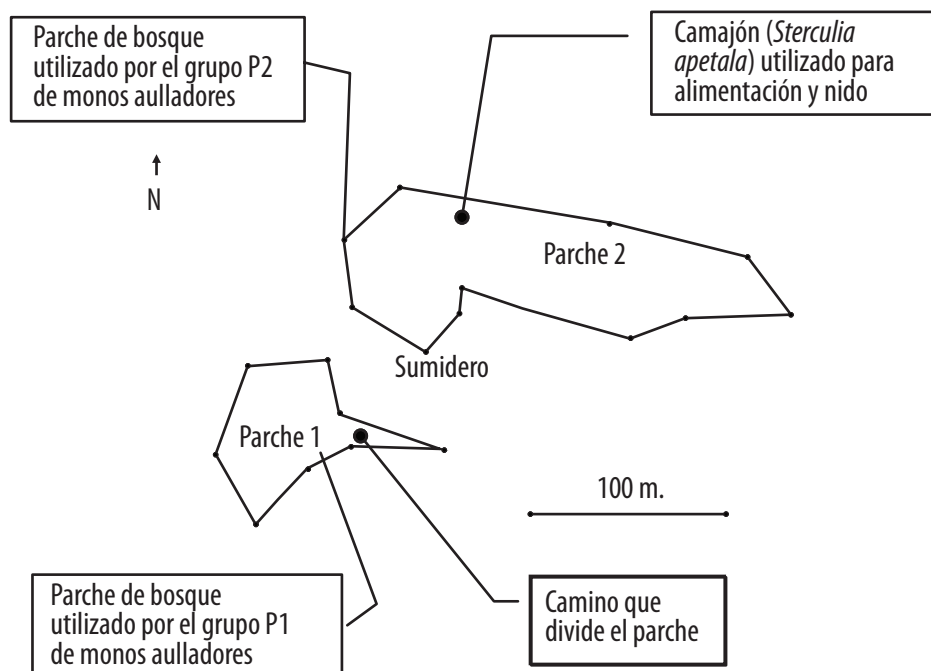 Parche de bosque
utilizado por el grupo P2
de monos aulladores
Camajón (Sterculia
apetala) utilizado para
alimentación y nido
N
Parche 2
Sumidero
Parche 1
100 m.
Parche de bosque
utilizado por el grupo P1
de monos aulladores
Camino que
divide el parche